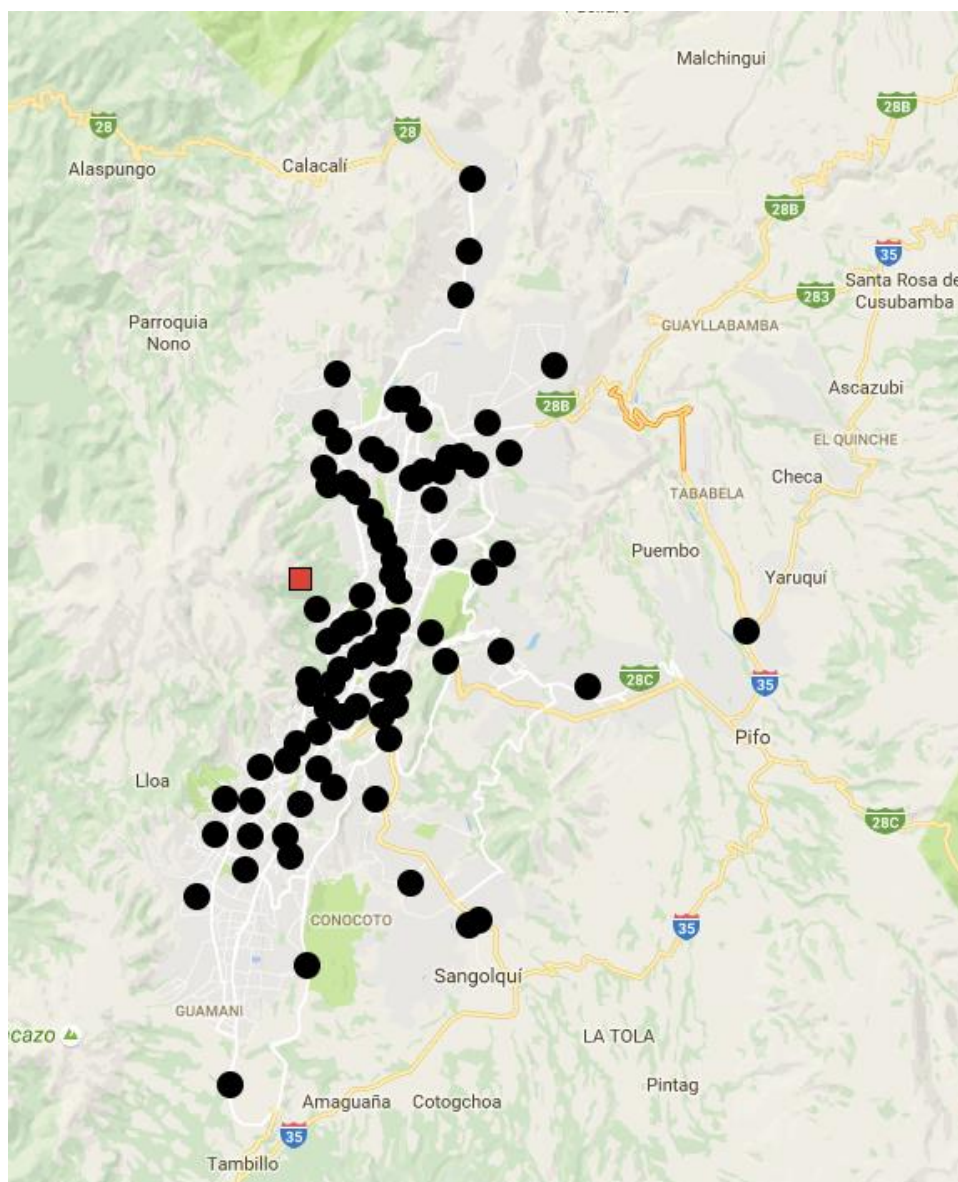 Malchingui
28B
28
28
Alaspungo
Calacalí
28B
35
Santa Rosa de
Cusubamba
283
Parroquia
Nono
GUAYLLABAMBA
Ascazubi
28B
EL QUINCHE
Checa
TABABELA
Puembo
Yaruquí
28C
35
Pifo
Lloa
28C
CONOCOTO
35
Sangolquí
GUAMANI
cazo
LA TOLA
Pintag
Amaguaña
Cotogchoa
35
Tambillo